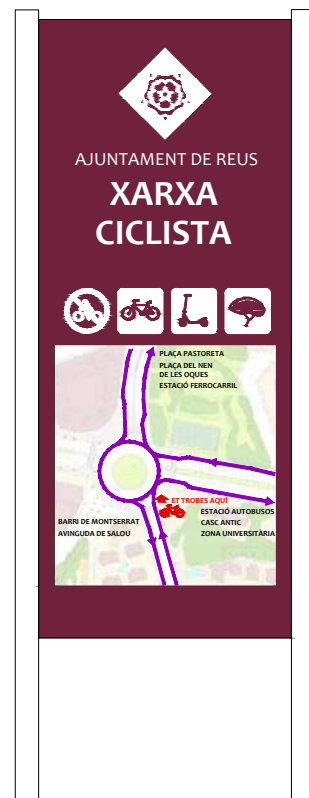 AJUNTAMENT DE REUS
XARXA
CICLISTA
PLAÇA PASTORETA
PLAÇA DEL NEN
DE LES OQUES
ESTACIÓ FERROCARRIL
ET TROBES AQUÍ
ESTACIÓ AUTOBUSOS
CASC ANTIC
ZONA UNIVERSITÀRIA
BARRI DE MONTSERRAT
AVINGUDA DE SALOU